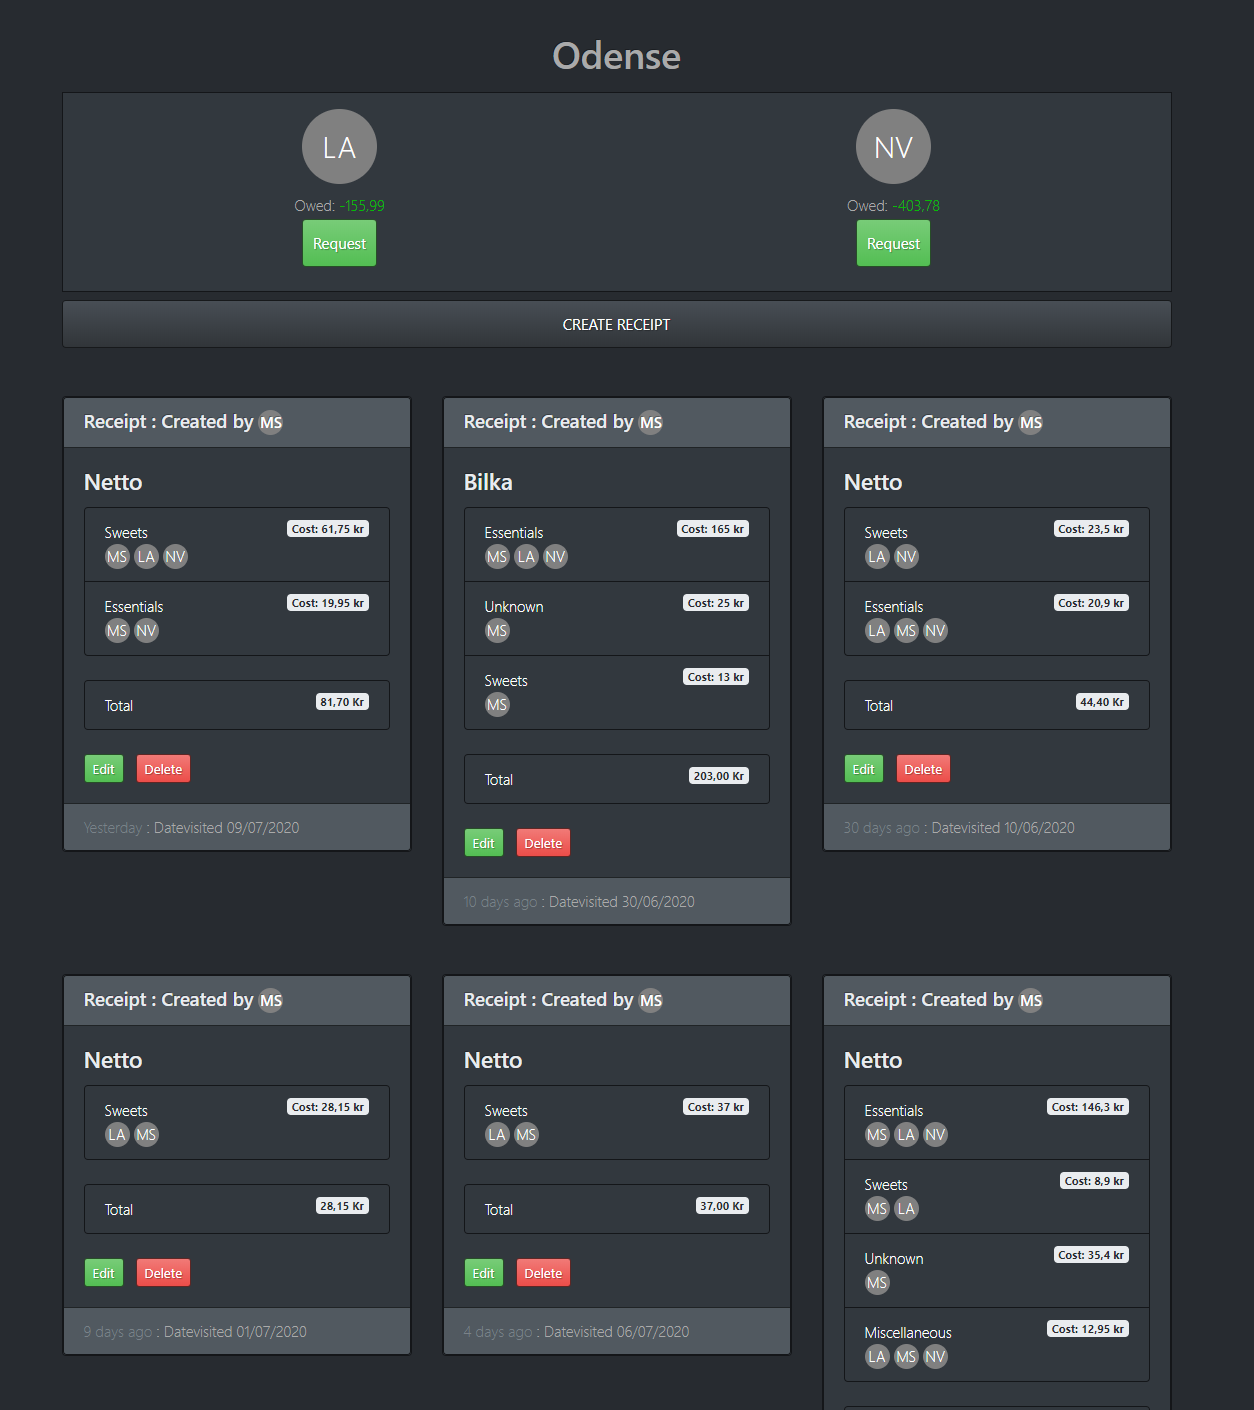 Odense
LA
Owed: -155,99
Request
NV
Owed: -403,78
Request
CREATE RECEIPT
Receipt : Created by MS
Netto
Sweets Cost: 61,75 kr
MS LA NV
Essentials Cost: 19,95 kr
MS NV
Total 81,70 Kr
Edit Delete
Yesterday : Datevisited 09/07/2020
Receipt : Created by MS
Bilka
Essentials Cost: 165 kr
MS LA NV
Unknown Cost: 25 kr
MS
Sweets Cost: 13 kr
MS
Total 203,00 Kr
Edit Delete
10 days ago : Datevisited 30/06/2020
Receipt : Created by MS
Netto
Sweets Cost: 23,5 kr
LA NV
Essentials Cost: 20,9 kr
LA MS NV
Total 44,40 Kr
Edit Delete
30 days ago : Datevisited 10/06/2020
Receipt : Created by MS
Netto
Sweets Cost: 28,15 kr
LA MS
Total 28,15 Kr
Edit Delete
9 days ago : Datevisited 01/07/2020
Receipt : Created by MS
Netto
Sweets Cost: 37 kr
LA MS
Total 37,00 Kr
Edit Delete
4 days ago : Datevisited 06/07/2020
Receipt : Created by MS
Netto
Essentials Cost: 146,3 kr
MS LA NV
Sweets Cost: 8,9 kr
MS LA
Unknown Cost: 35,4 kr
MS
Miscellaneous Cost: 12,95 kr
LA MS NV